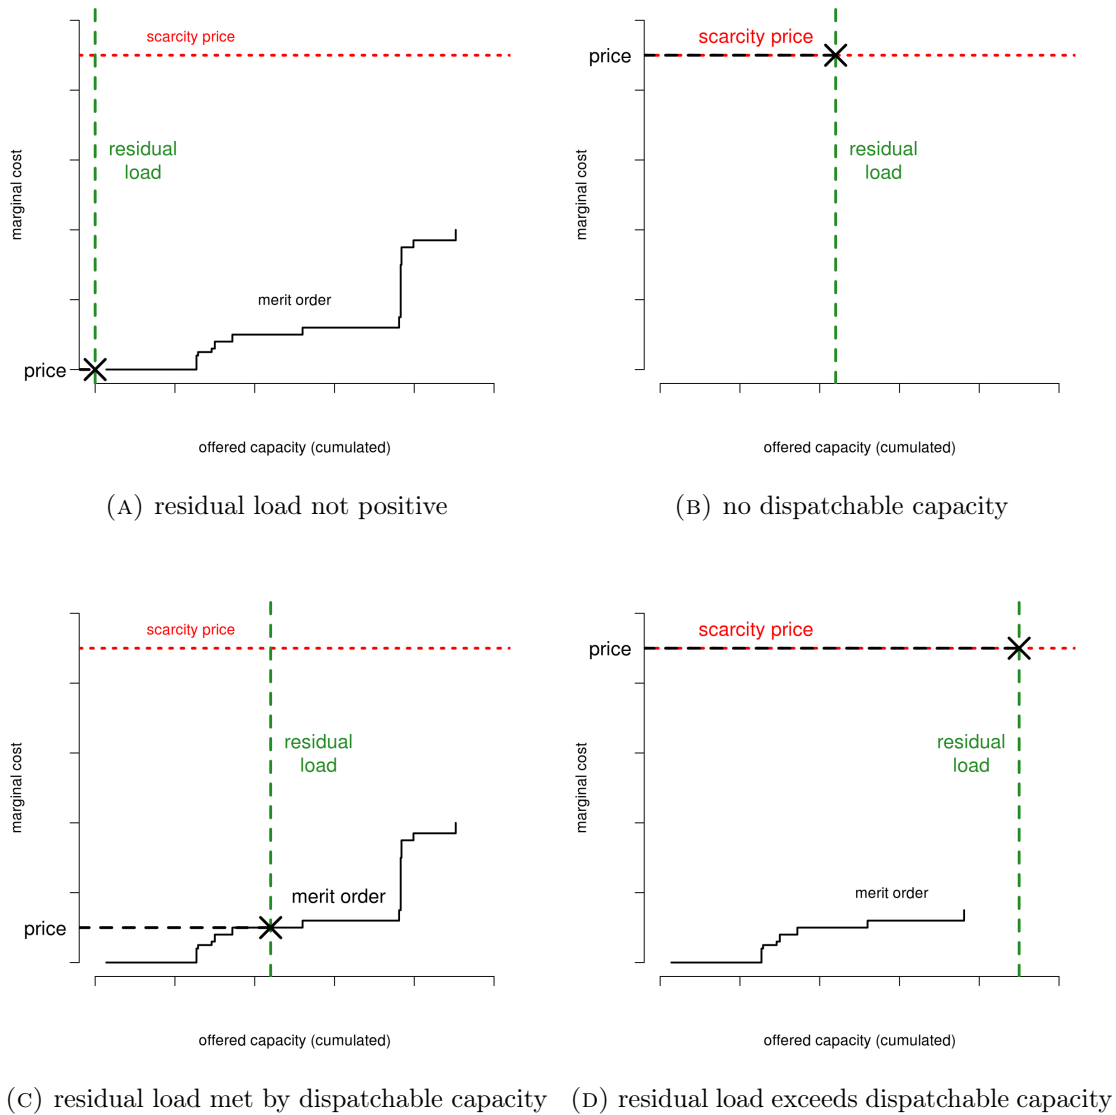 scarcity price
residual
load
marginal cost
merit order
price
offered capacity (cumulated)
(A) residual load not positive
scarcity price
price
residual
load
marginal cost
offered capacity (cumulated)
(B) no dispatchable capacity
scarcity price
residual
load
marginal cost
merit order
price
offered capacity (cumulated)
(C) residual load met by dispatchable capacity
scarcity price
price
residual
load
marginal cost
merit order
offered capacity (cumulated)
(D) residual load exceeds dispatchable capacity